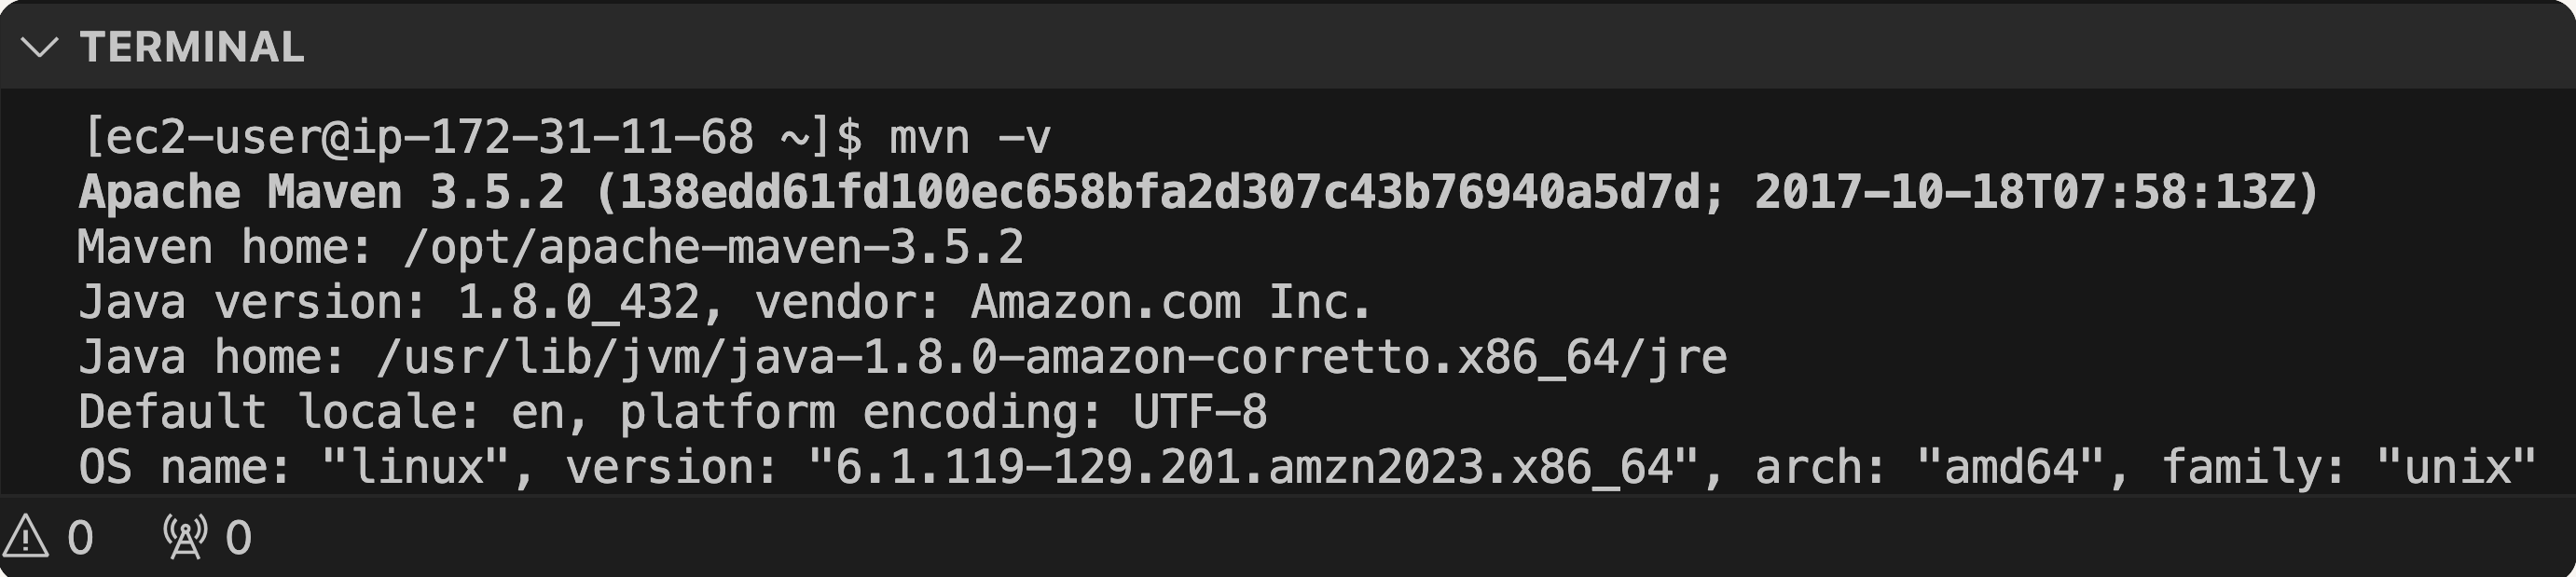 TERMINAL
[ec2-user@ip-172-31-11-68 ~]$ mvn -v
Apache Maven 3.5.2 (138edd61fd100ec658bfa2d307c43b76940a5d7d; 2017-10-18T07:58:13Z)
Maven home: /opt/apache-maven-3.5.2
Java version: 1.8.0_432, vendor: Amazon.com Inc.
Java home: /usr/lib/jvm/java-1.8.0-amazon-corretto.x86_64/jre
Default locale: en, platform encoding: UTF-8
OS name: "linux", version: "6.1.119-129.201.amzn2023.x86_64", arch: "amd64", family: "unix"
0 0